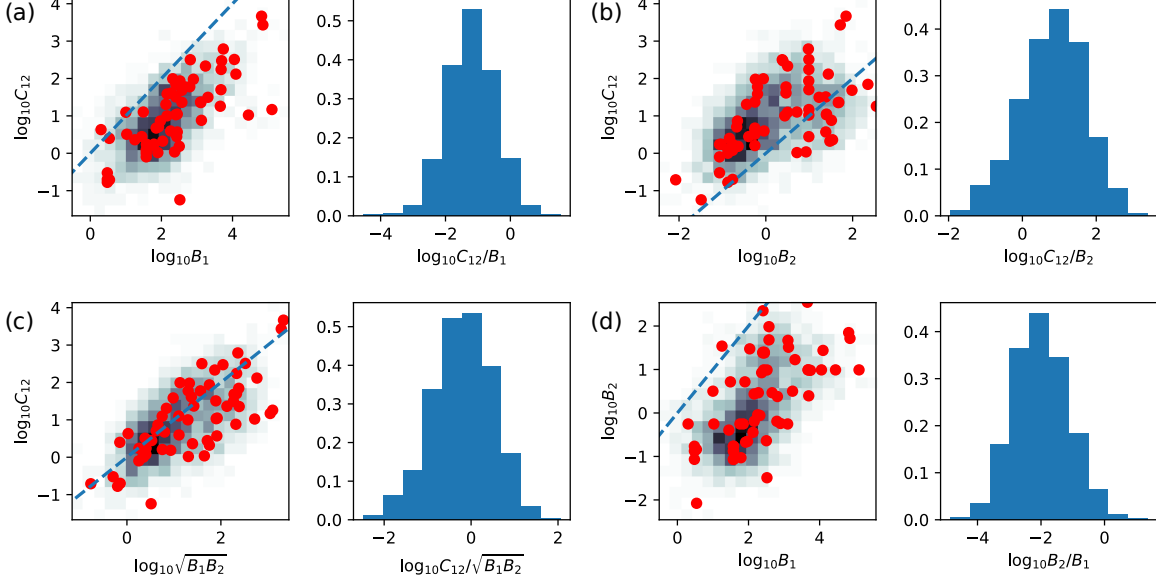 (a)
4
3
2
1
0
−1
log₁₀C₁₂
0 2 4
log₁₀B₁
0.5
0.4
0.3
0.2
0.1
0.0
−4 −2 0
log₁₀C₁₂/B₁
(b)
4
3
2
1
0
−1
log₁₀C₁₂
−2 0 2
log₁₀B₂
0.4
0.3
0.2
0.1
0.0
−2 0 2
log₁₀C₁₂/B₂
(c)
4
3
2
1
0
−1
log₁₀C₁₂
0 2
log₁₀√B₁B₂
0.5
0.4
0.3
0.2
0.1
0.0
−2 0 2
log₁₀C₁₂/√B₁B₂
(d)
2
1
0
−1
−2
log₁₀B₂
0 2 4
log₁₀B₁
0.4
0.3
0.2
0.1
0.0
−4 −2 0
log₁₀B₂/B₁